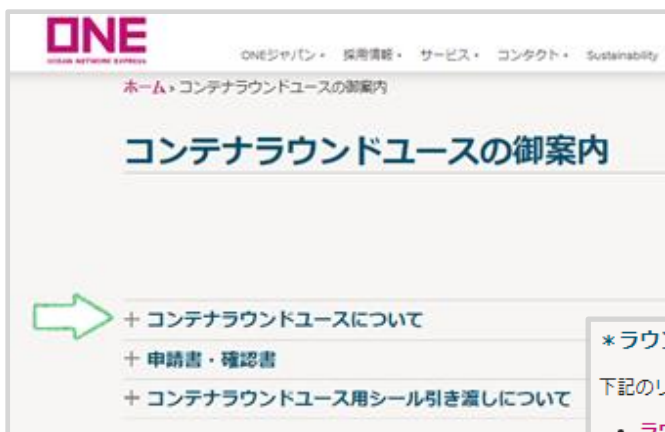 ONE
OCEAN NETWORK EXPRESS
ONEジャパン 採用情報 サービス コンタクト Sustainability
ホーム › コンテナラウンドユースの御案内
コンテナラウンドユースの御案内
+ コンテナラウンドユースについて
+ 申請書・確認書
+ コンテナラウンドユース用シール引き渡しについて
*ラウン
下記のリ
• ラウ